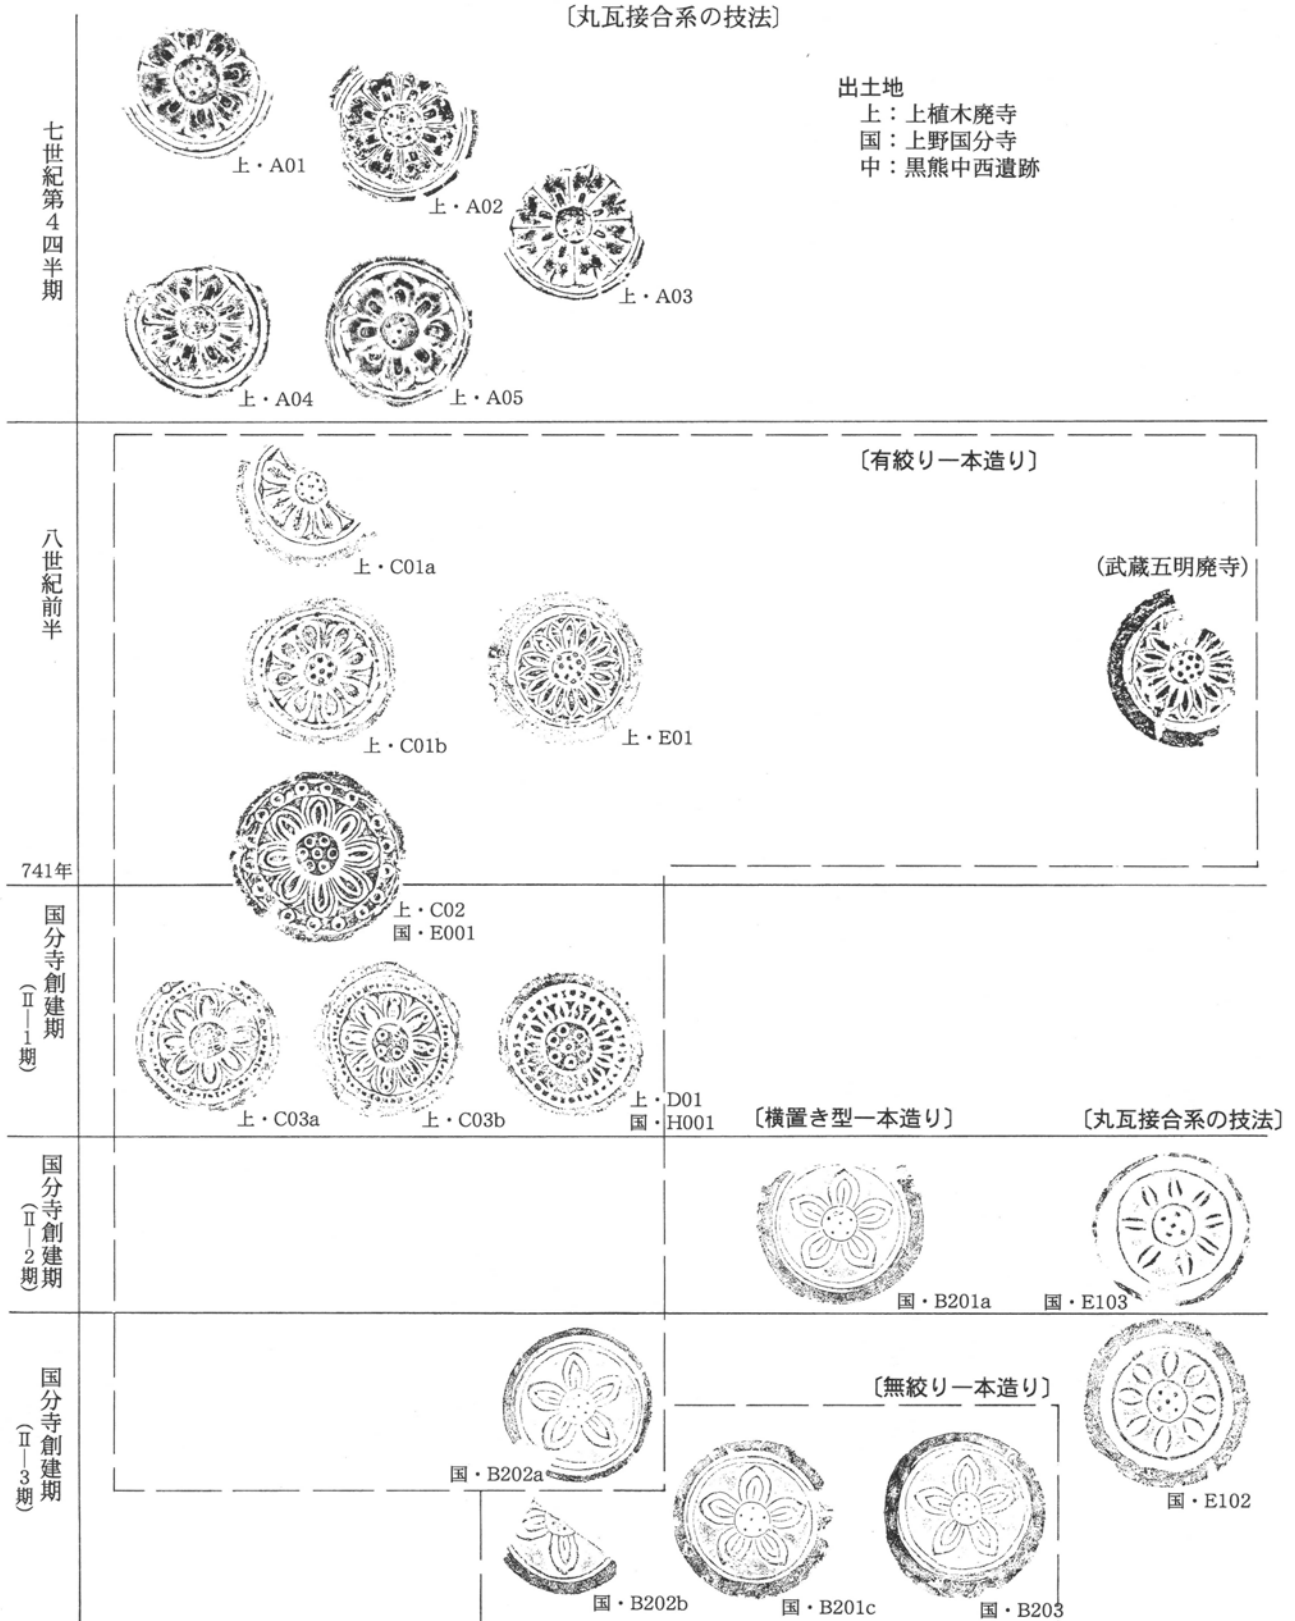 〔丸瓦接合系の技法〕
出土地
上：上植木廃寺
国：上野国分寺
中：黒熊中西遺跡
七世紀第４四半期
上・A01
上・A02
上・A03
上・A04
上・A05
八世紀前半
〔有絞り一本造り〕
上・C01a
(武蔵五明廃寺)
上・C01b
上・E01
741年
上・C02
国・E001
国分寺創建期
（Ⅱ―1期）
上・C03a
上・C03b
上・D01
国・H001
〔横置き型一本造り〕
〔丸瓦接合系の技法〕
国分寺創建期
（Ⅱ―2期）
国・B201a
国・E103
国分寺創建期
（Ⅱ―3期）
〔無絞り一本造り〕
国・B202a
国・E102
国・B202b
国・B201c
国・B203